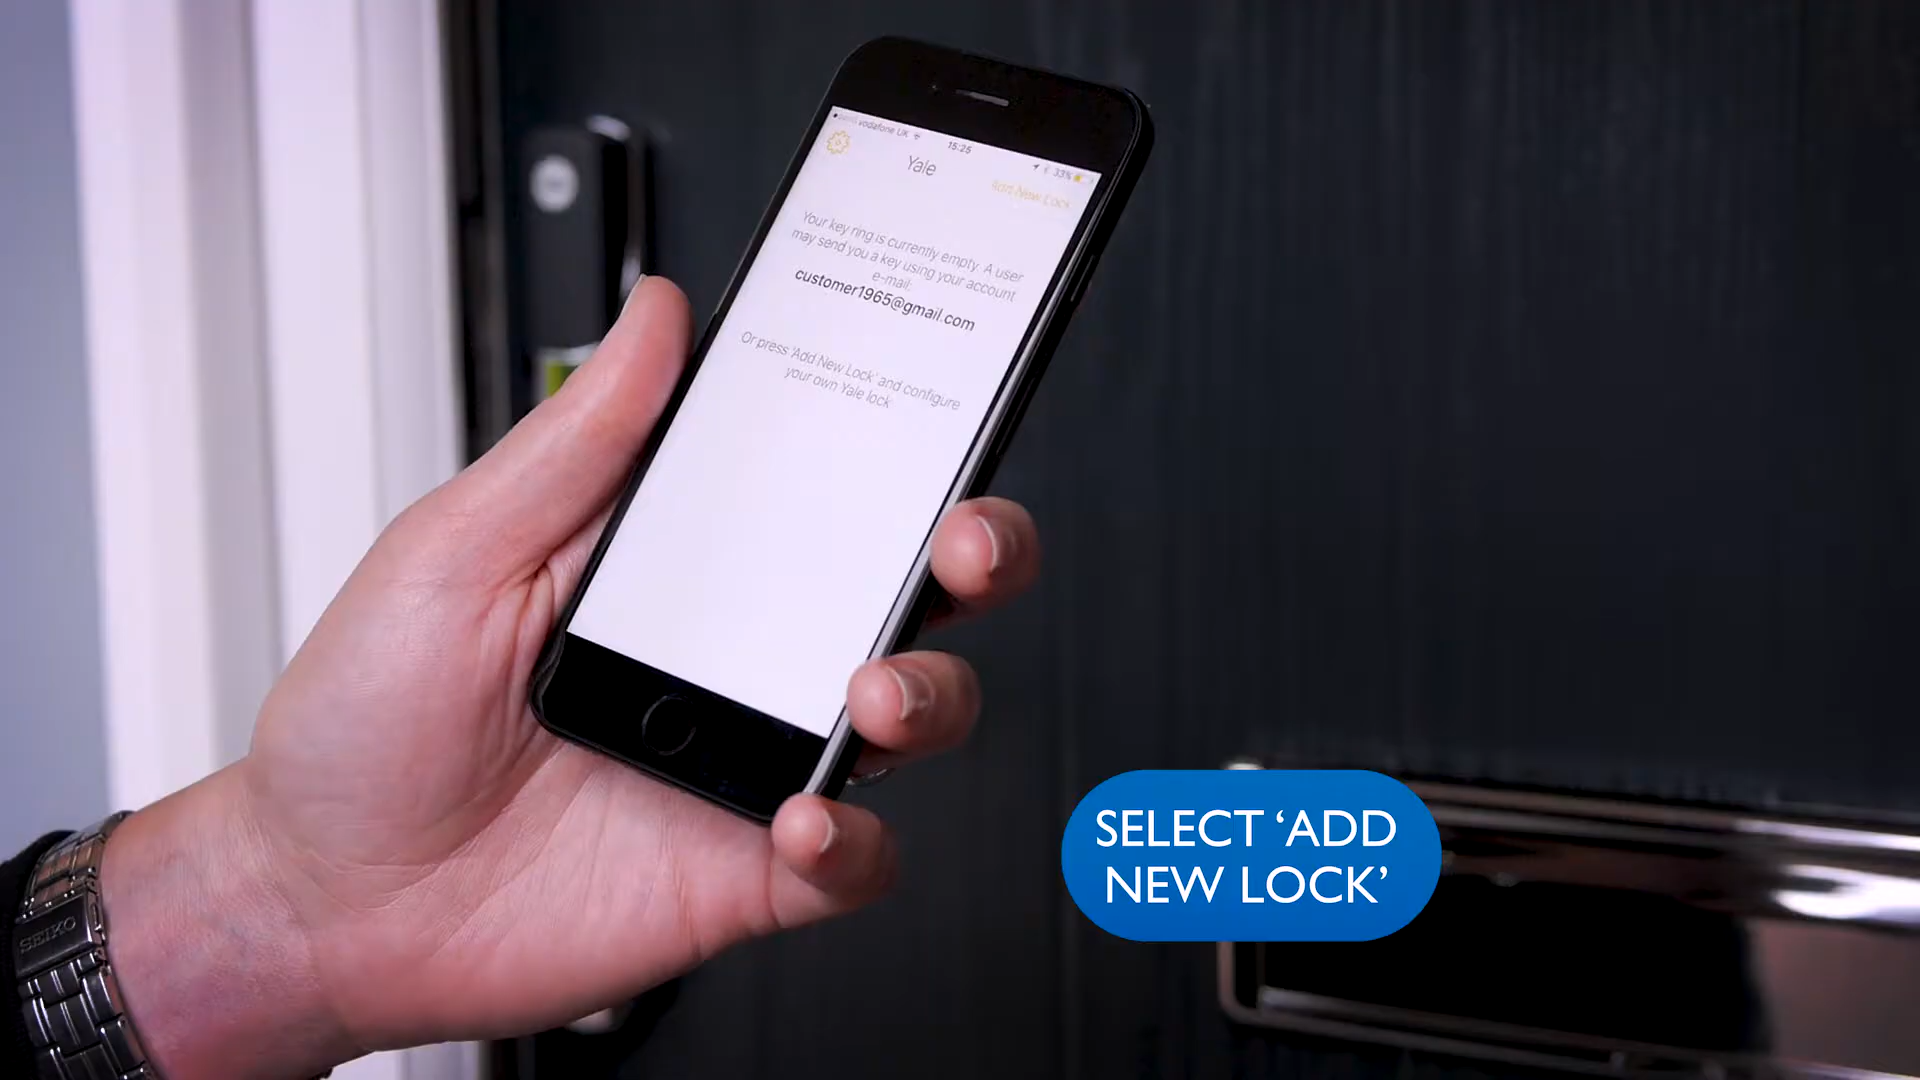 vodafone UK
15:25
33%
Yale
Add New Lock
Your key ring is currently empty. A user
may send you a key using your account
e-mail:
customer1965@gmail.com
Or press 'Add New Lock' and configure
your own Yale lock
SELECT ‘ADD
NEW LOCK’
SEIKO